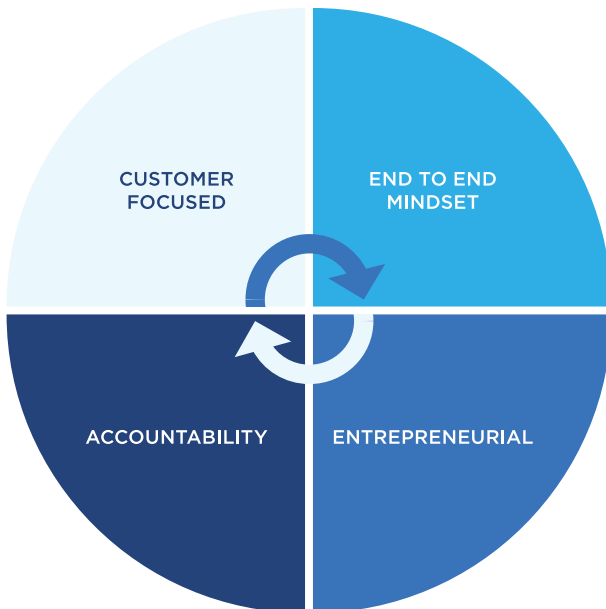 CUSTOMER
FOCUSED
END TO END
MINDSET
ACCOUNTABILITY
ENTREPRENEURIAL